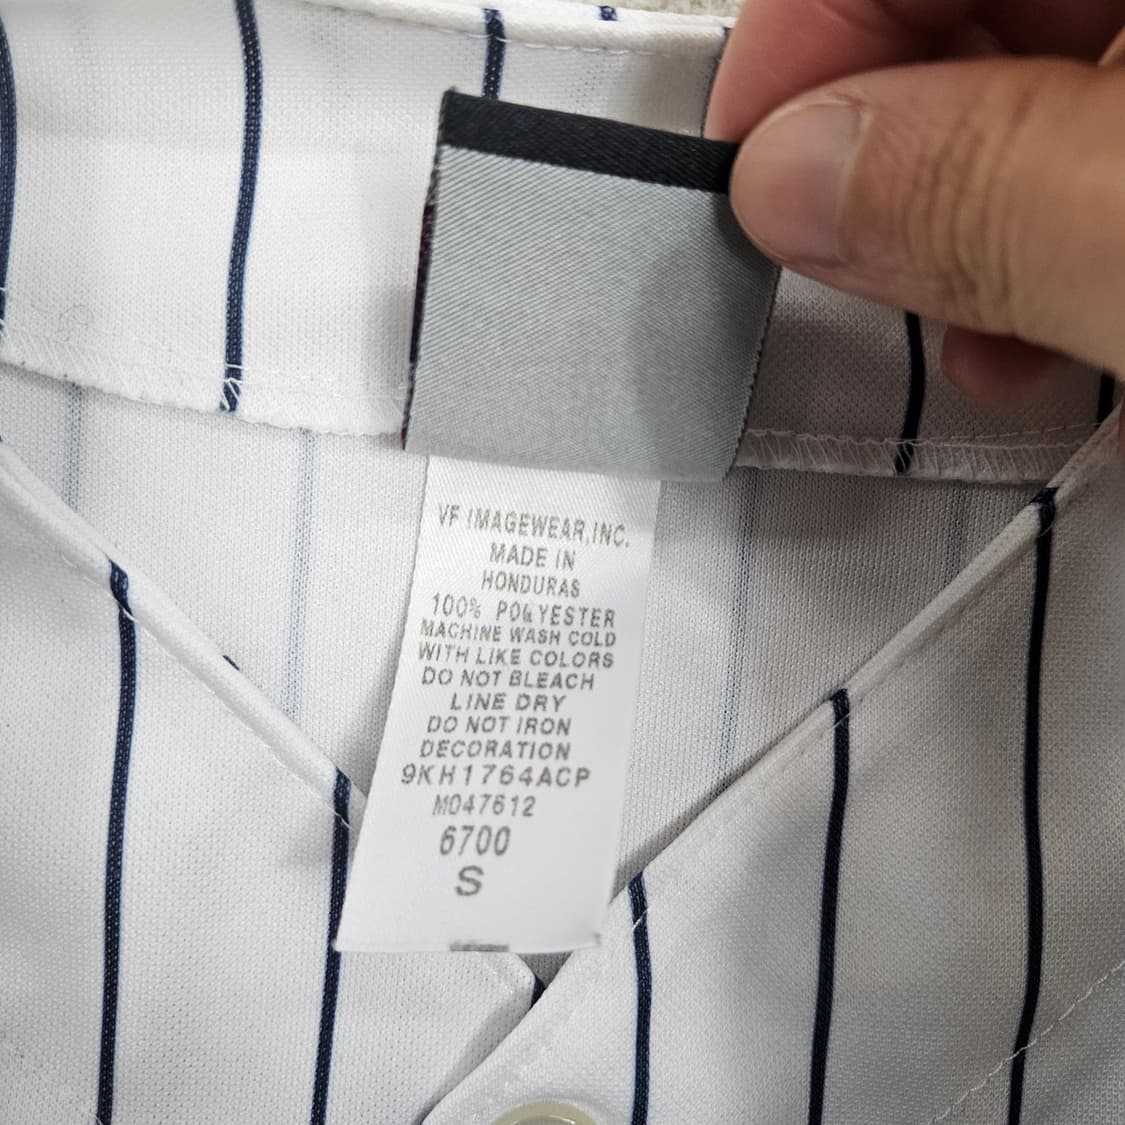 VF IMAGEWEAR,INC.
MADE IN
HONDURAS
100% POLYESTER
MACHINE WASH COLD
WITH LIKE COLORS
DO NOT BLEACH
LINE DRY
DO NOT IRON
DECORATION
9KH1764ACP
M047612
6700
S